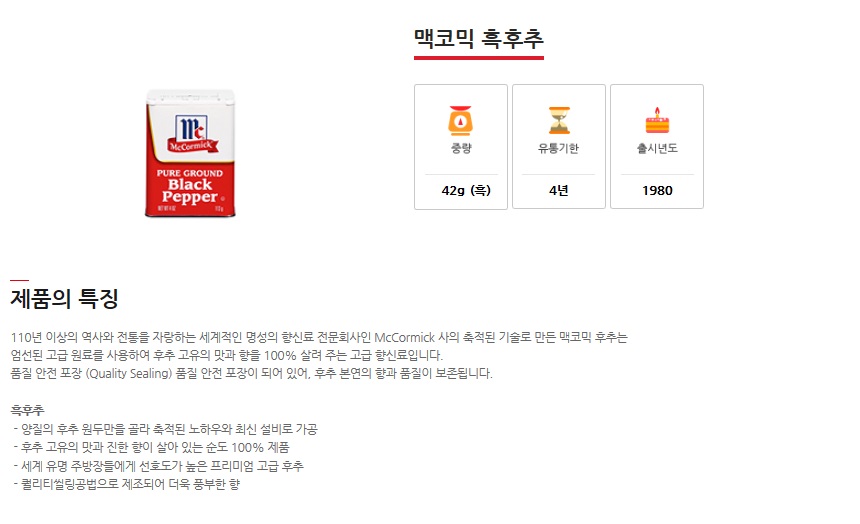 맥코믹 흑후추
중량
유통기한
출시년도
42g (흑)
4년
1980
Mc
McCormick
PURE GROUND
Black
Pepper
NET WT 4 OZ
113 g
제품의 특징
110년 이상의 역사와 전통을 자랑하는 세계적인 명성의 향신료 전문회사인 McCormick 사의 축적된 기술로 만든 맥코믹 후추는
엄선된 고급 원료를 사용하여 후추 고유의 맛과 향을 100% 살려 주는 고급 향신료입니다.
품질 안전 포장 (Quality Sealing) 품질 안전 포장이 되어 있어, 후추 본연의 향과 품질이 보존됩니다.
흑후추
- 양질의 후추 원두만을 골라 축적된 노하우와 최신 설비로 가공
- 후추 고유의 맛과 진한 향이 살아 있는 순도 100% 제품
- 세계 유명 주방장들에게 선호도가 높은 프리미엄 고급 후추
- 퀄리티씰링공법으로 제조되어 더욱 풍부한 향